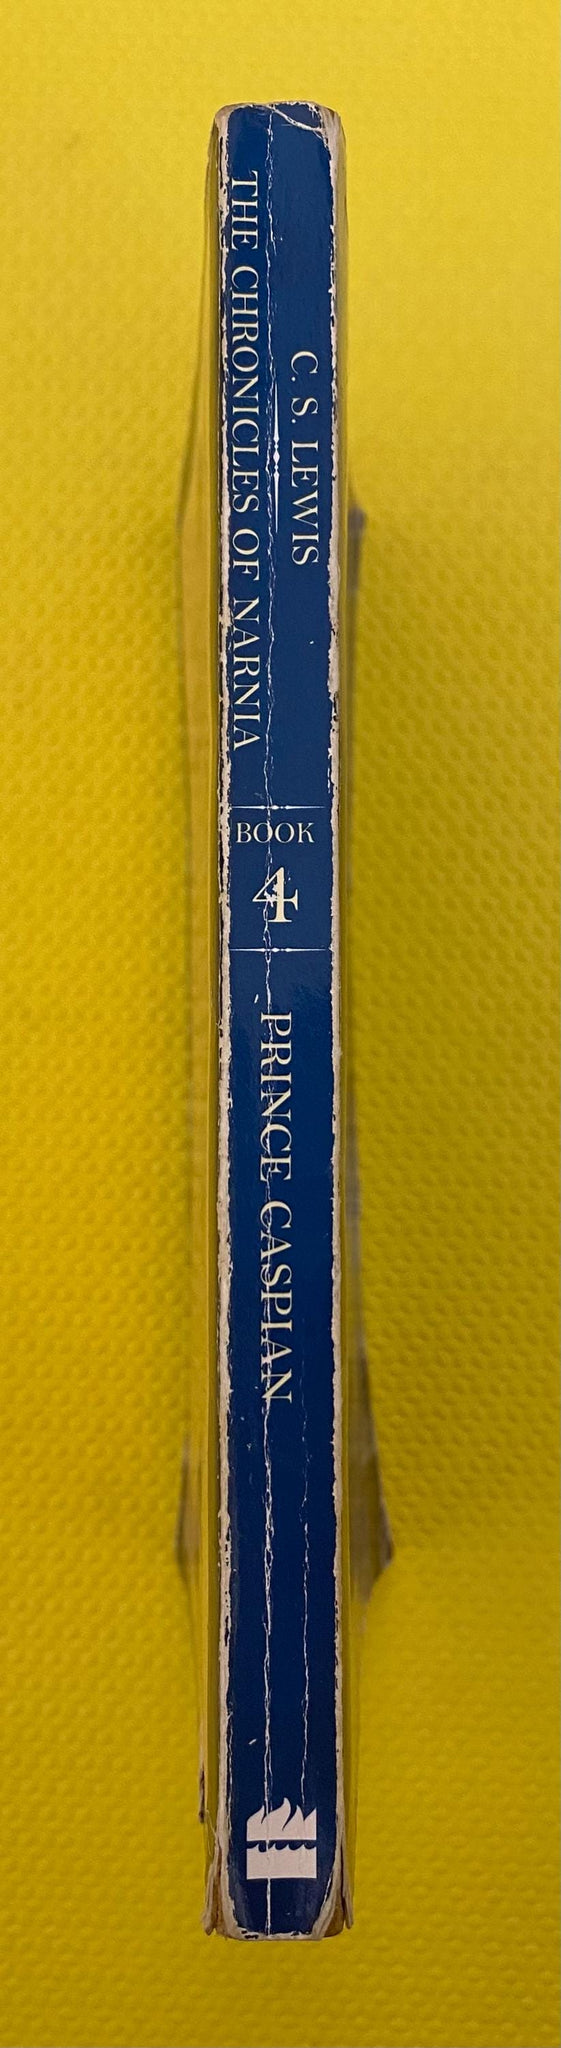 C. S. LEWIS
THE CHRONICLES OF NARNIA
BOOK
4
PRINCE CASPIAN